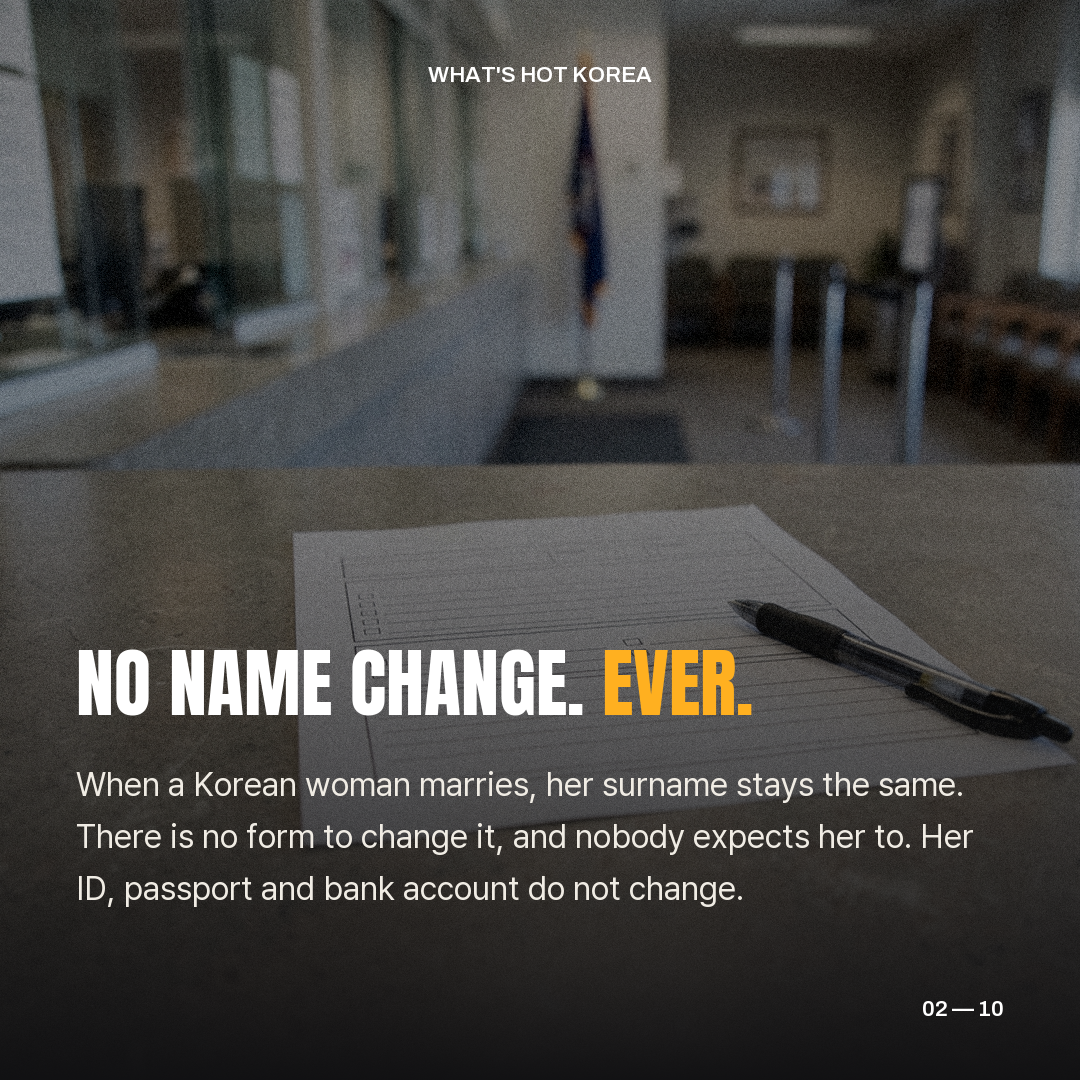 WHAT'S HOT KOREA
NO NAME CHANGE. EVER.
When a Korean woman marries, her surname stays the same.
There is no form to change it, and nobody expects her to. Her
ID, passport and bank account do not change.
02 — 10